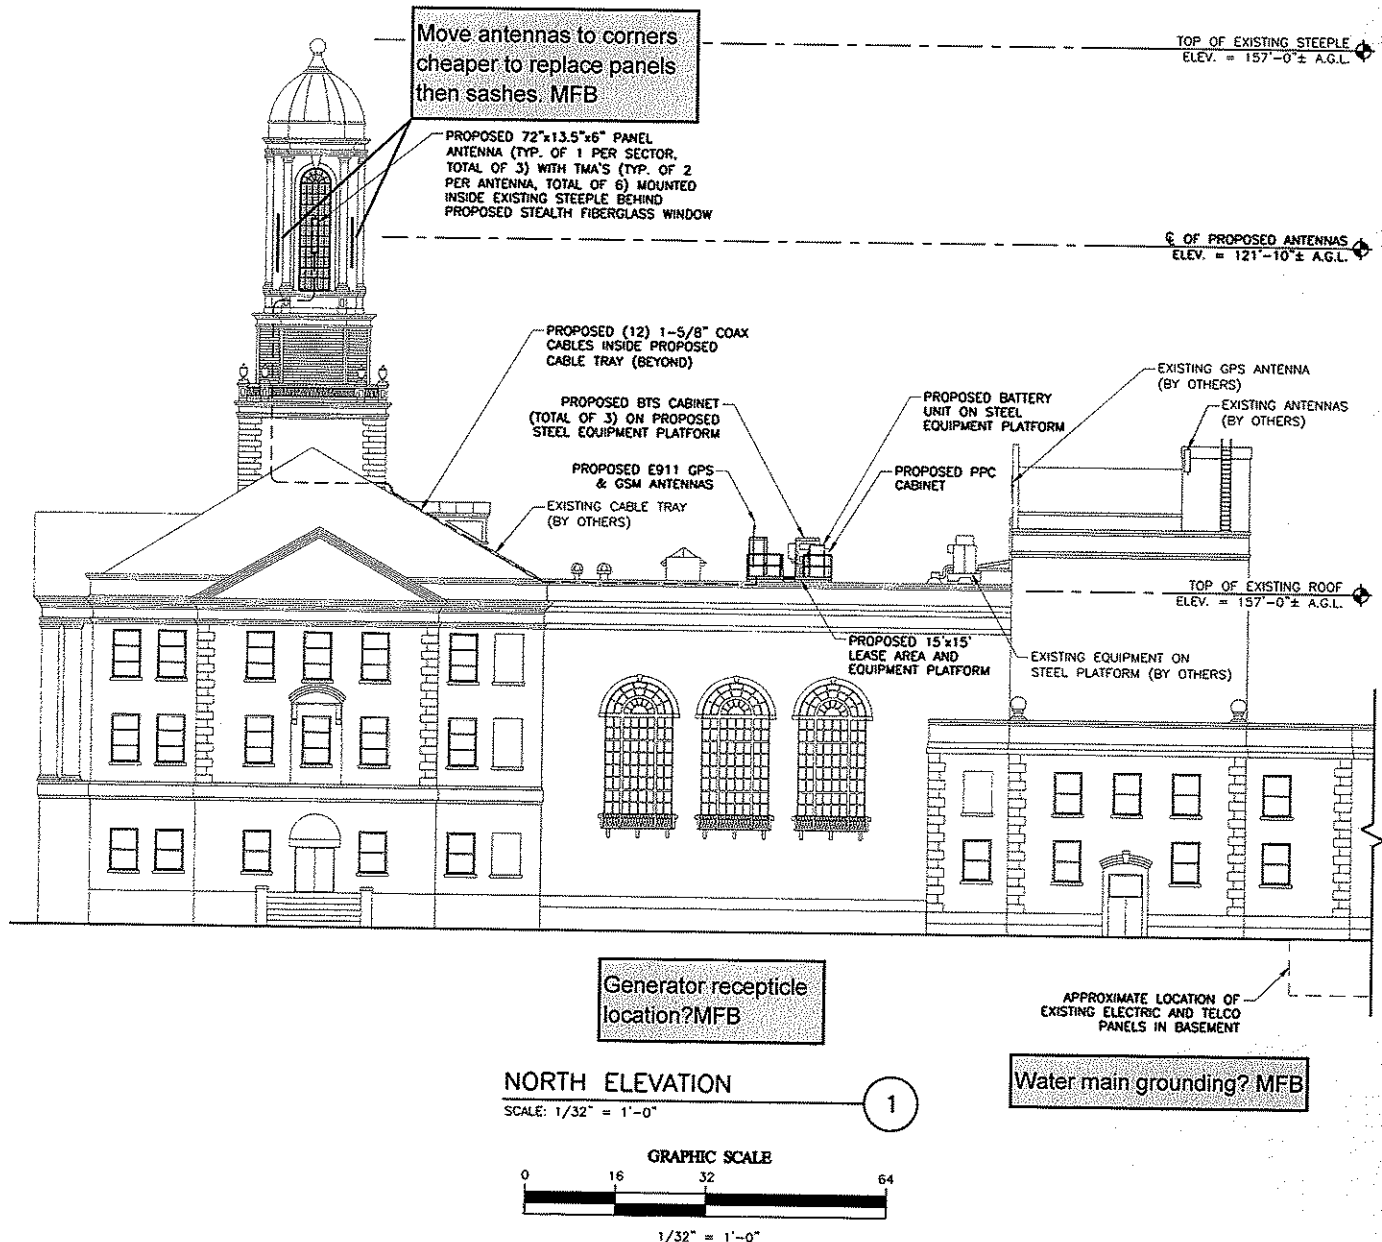 Move antennas to corners
cheaper to replace panels
then sashes. MFB
TOP OF EXISTING STEEPLE
ELEV. = 157'-0"± A.G.L.
PROPOSED 72"x13.5"x6" PANEL
ANTENNA (TYP. OF 1 PER SECTOR,
TOTAL OF 3) WITH TMA'S (TYP. OF 2
PER ANTENNA, TOTAL OF 6) MOUNTED
INSIDE EXISTING STEEPLE BEHIND
PROPOSED STEALTH FIBERGLASS WINDOW
℄ OF PROPOSED ANTENNAS
ELEV. = 121'-10"± A.G.L.
PROPOSED (12) 1-5/8" COAX
CABLES INSIDE PROPOSED
CABLE TRAY (BEYOND)
PROPOSED BTS CABINET
(TOTAL OF 3) ON PROPOSED
STEEL EQUIPMENT PLATFORM
PROPOSED BATTERY
UNIT ON STEEL
EQUIPMENT PLATFORM
EXISTING GPS ANTENNA
(BY OTHERS)
EXISTING ANTENNAS
(BY OTHERS)
PROPOSED E911 GPS
& GSM ANTENNAS
PROPOSED PPC
CABINET
EXISTING CABLE TRAY
(BY OTHERS)
TOP OF EXISTING ROOF
ELEV. = 157'-0"± A.G.L.
PROPOSED 15'x15'
LEASE AREA AND
EQUIPMENT PLATFORM
EXISTING EQUIPMENT ON
STEEL PLATFORM (BY OTHERS)
Generator recepticle
location?MFB
APPROXIMATE LOCATION OF
EXISTING ELECTRIC AND TELCO
PANELS IN BASEMENT
Water main grounding? MFB
NORTH ELEVATION
SCALE: 1/32" = 1'-0"
1
GRAPHIC SCALE
0 16 32 64
1/32" = 1'-0"